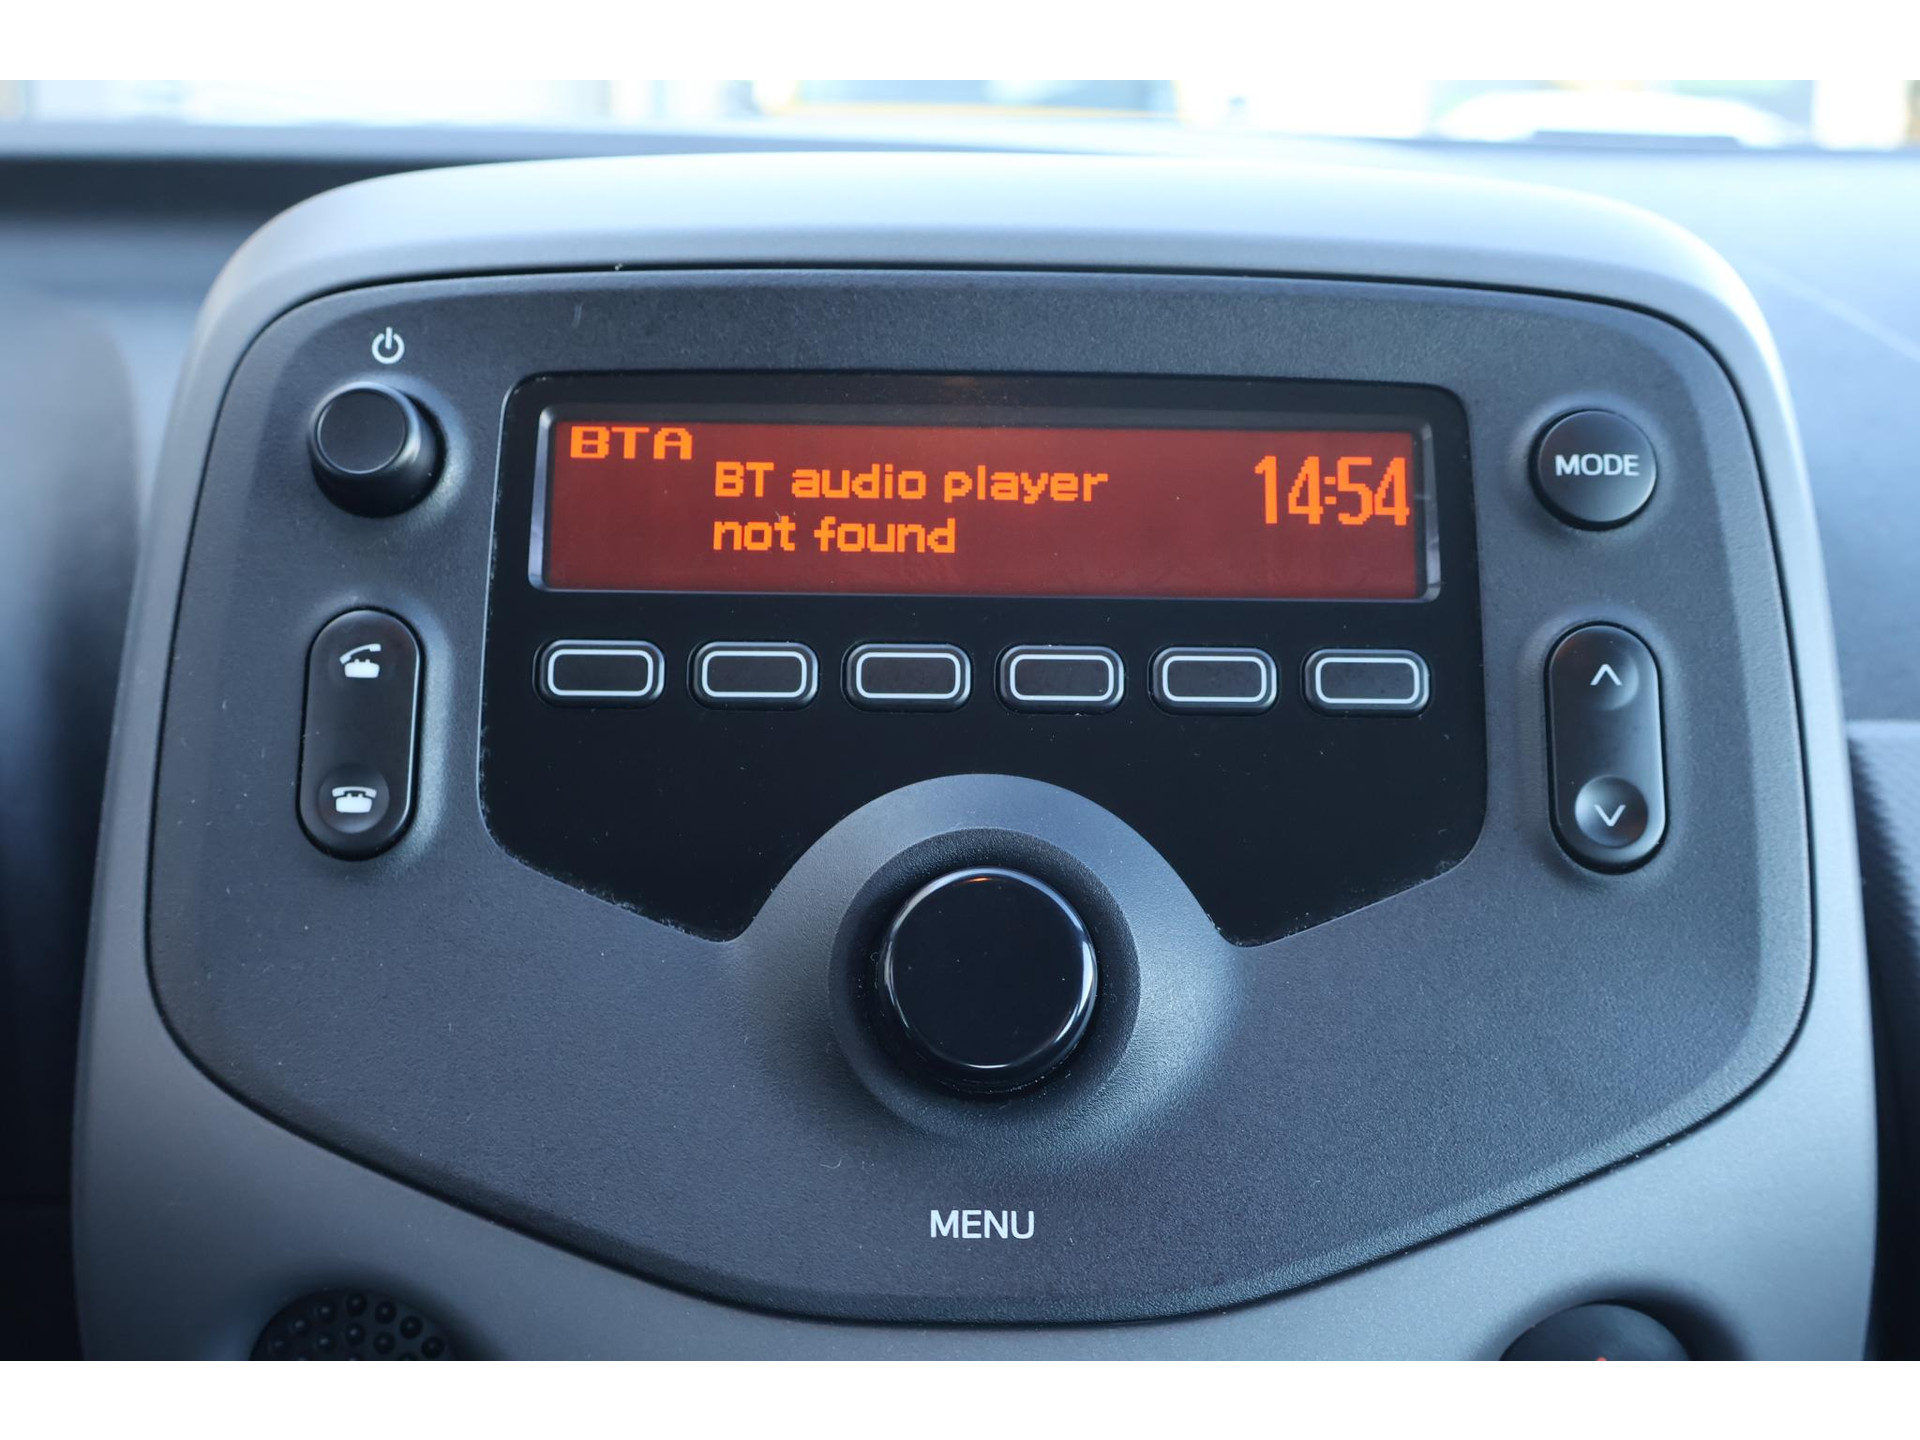 BTA
BT audio player
not found
14:54
MODE
MENU